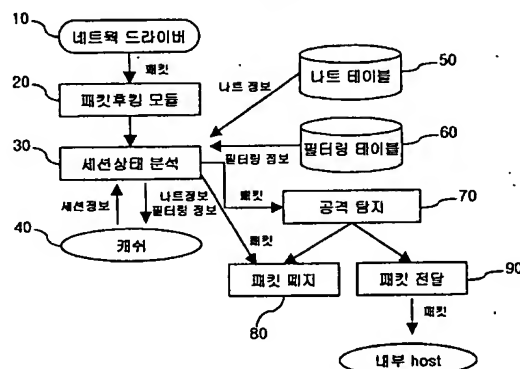 10
네트웍 드라이버
패킷
20
패킷후킹 모듈
나트 정보
나트 테이블
50
30
세션상태 분석
필터링 정보
필터링 테이블
60
세션정보
나트정보
필터링 정보
패킷
공격 탐지
70
40
캐쉬
패킷
패킷 폐지
80
패킷 전달
90
패킷
내부 host